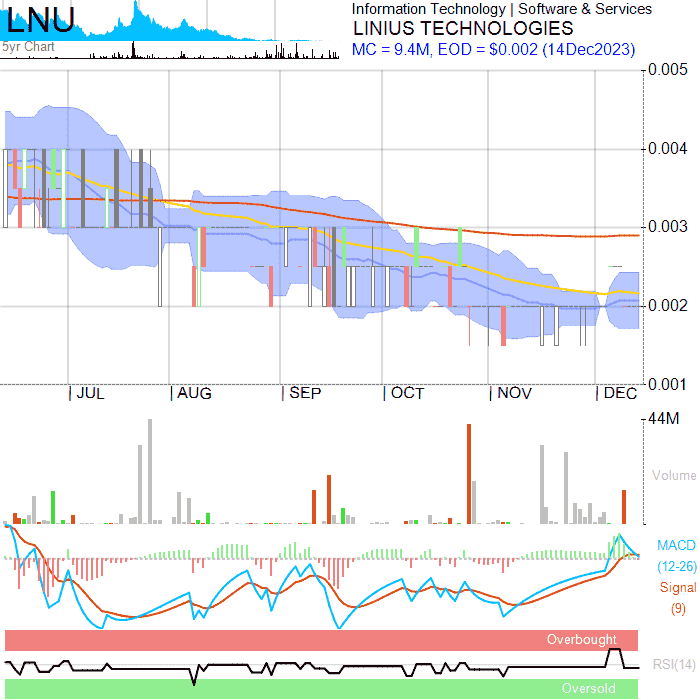 LNU
Information Technology | Software & Services
LINIUS TECHNOLOGIES
MC = 9.4M, EOD = $0.002 (14Dec2023)
5yr Chart
0.005
0.004
0.003
0.002
0.001
JUL AUG SEP OCT NOV DEC
44M
Volume
MACD
(12-26)
Signal
(9)
Overbought
RSI(14)
Oversold